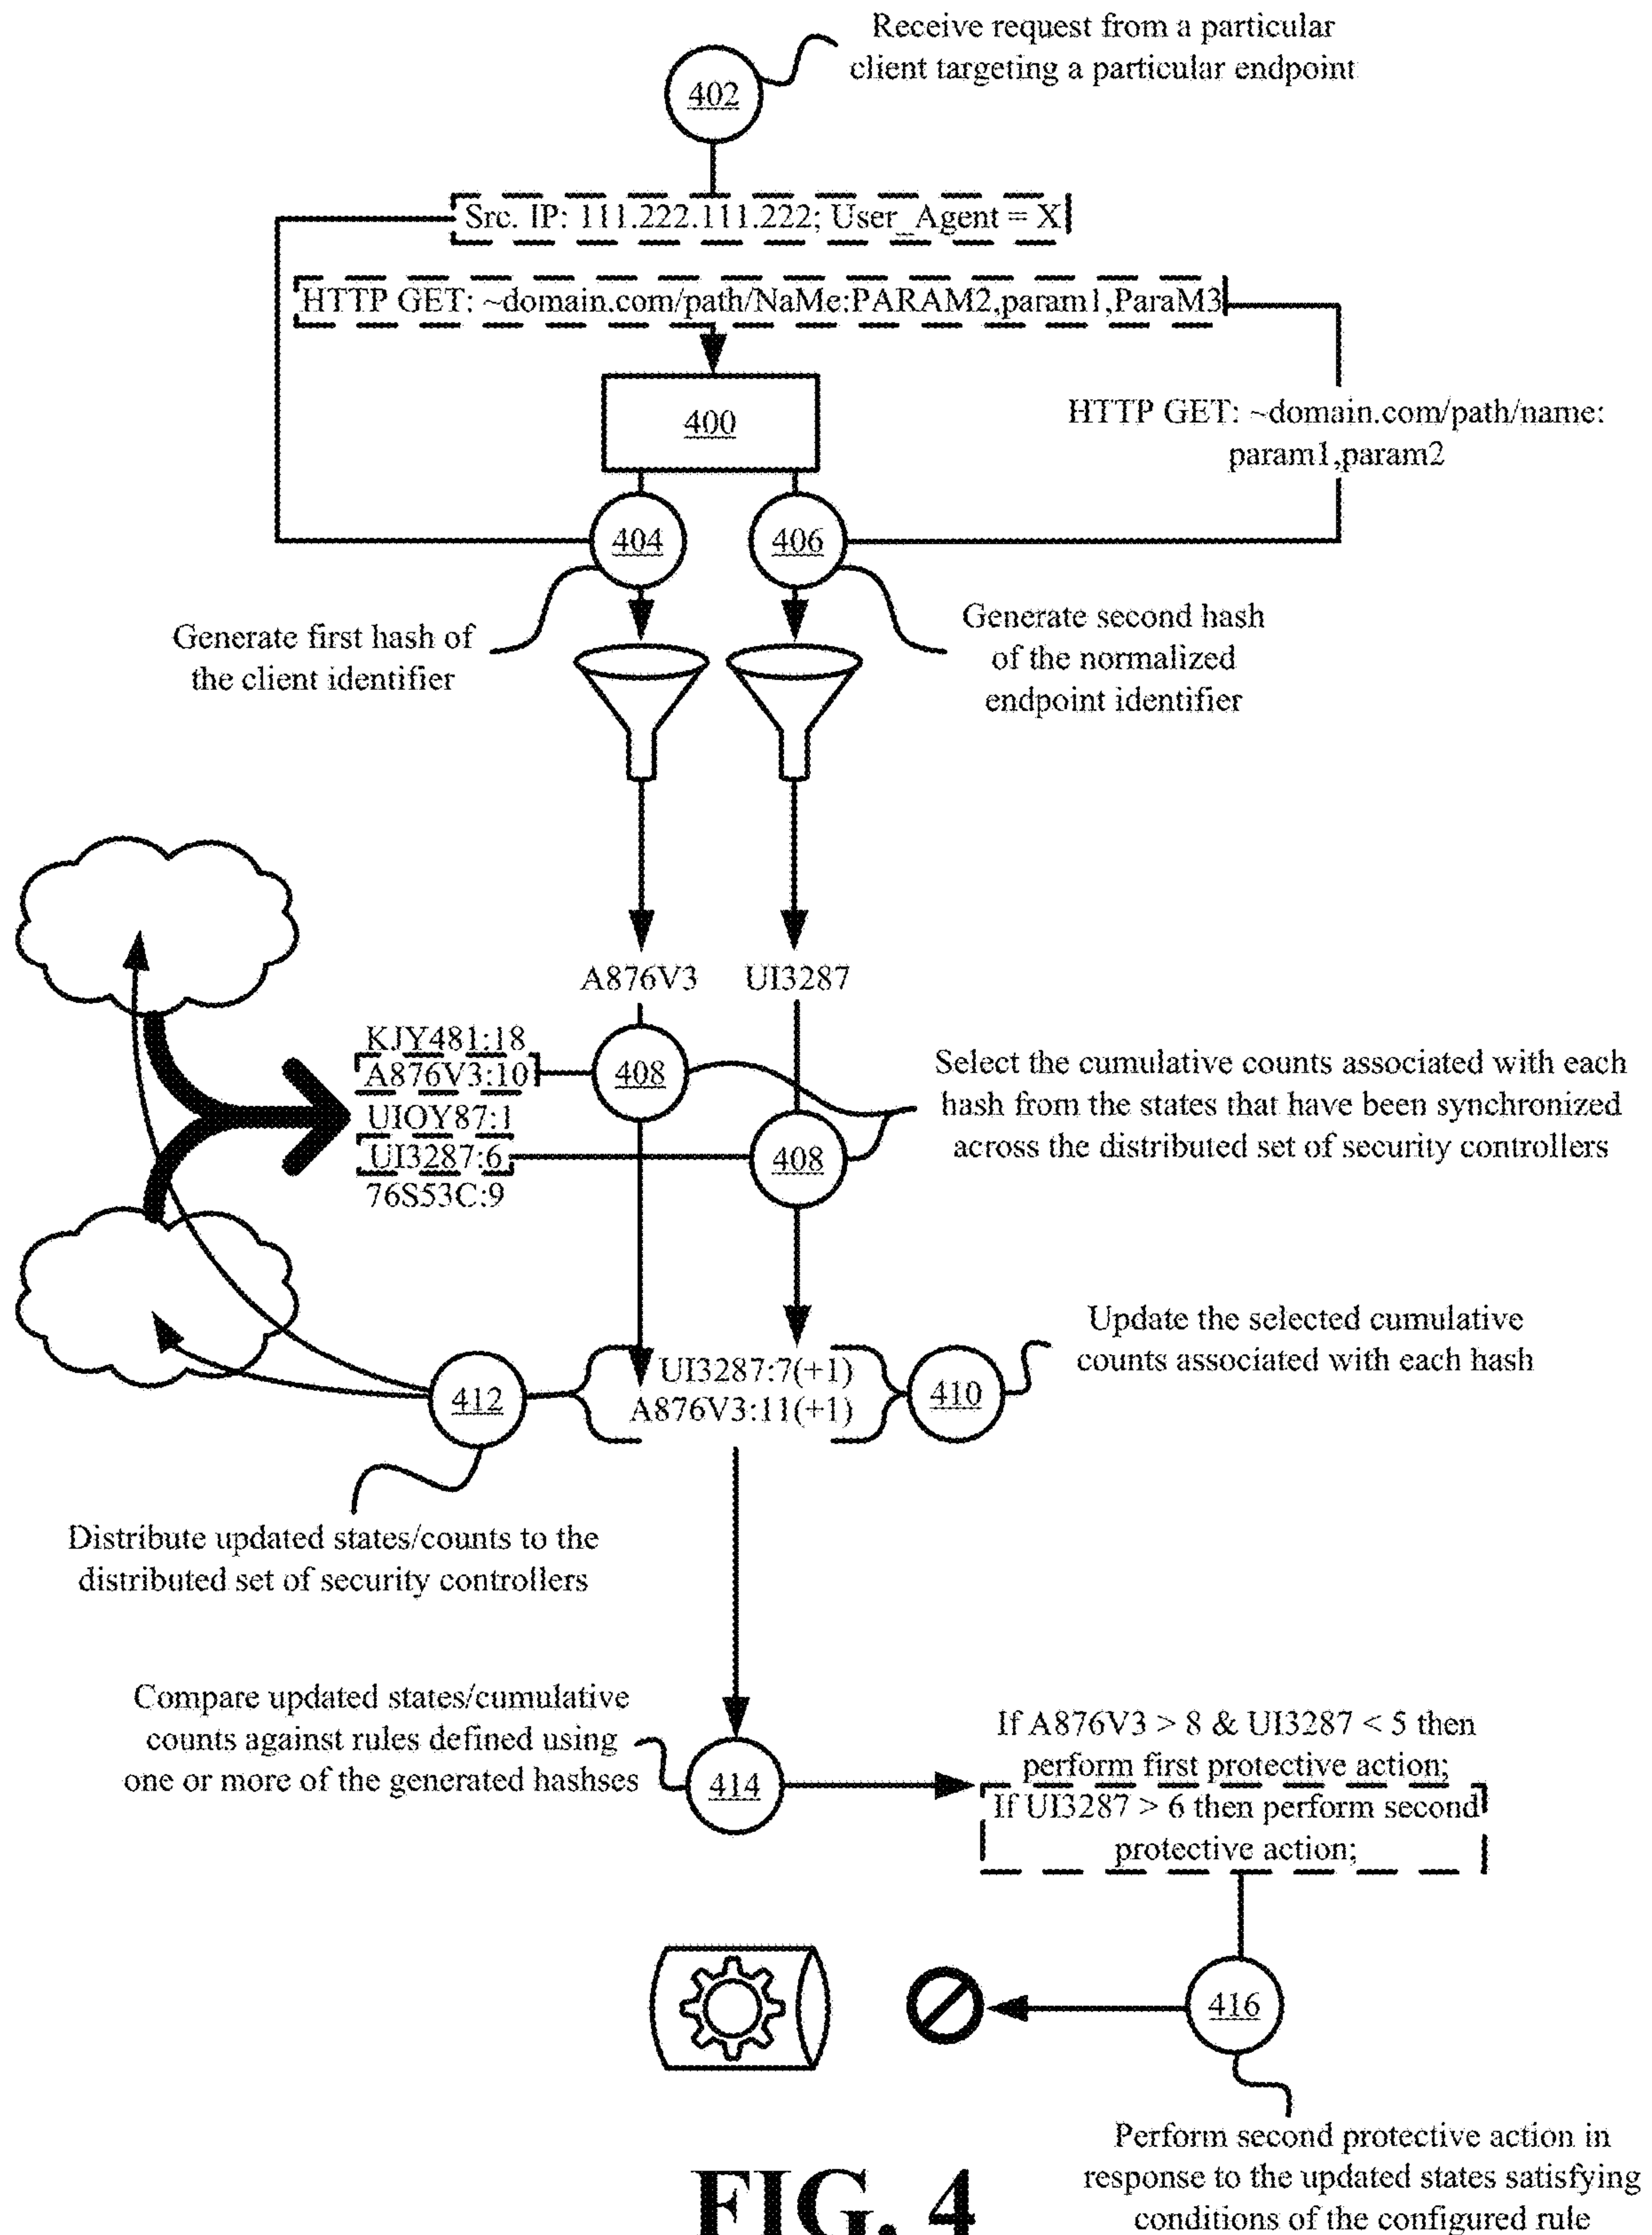 Receive request from a particular
client targeting a particular endpoint
402
Src. IP: 111.222.111.222; User_Agent = X
HTTP GET: ~domain.com/path/NaMe:PARAM2,param1,ParaM3
400
HTTP GET: ~domain.com/path/name:
param1,param2
404
406
Generate first hash of
the client identifier
Generate second hash
of the normalized
endpoint identifier
A876V3
UI3287
KJY481:18
A876V3:10
UIOY87:1
UI3287:6
76S53C:9
408
408
Select the cumulative counts associated with each
hash from the states that have been synchronized
across the distributed set of security controllers
UI3287:7(+1)
A876V3:11(+1)
410
Update the selected cumulative
counts associated with each hash
412
Distribute updated states/counts to the
distributed set of security controllers
Compare updated states/cumulative
counts against rules defined using
one or more of the generated hashses
414
If A876V3 > 8 & UI3287 < 5 then
perform first protective action;
If UI3287 > 6 then perform second
protective action;
416
Perform second protective action in
response to the updated states satisfying
conditions of the configured rule
FIG. 4